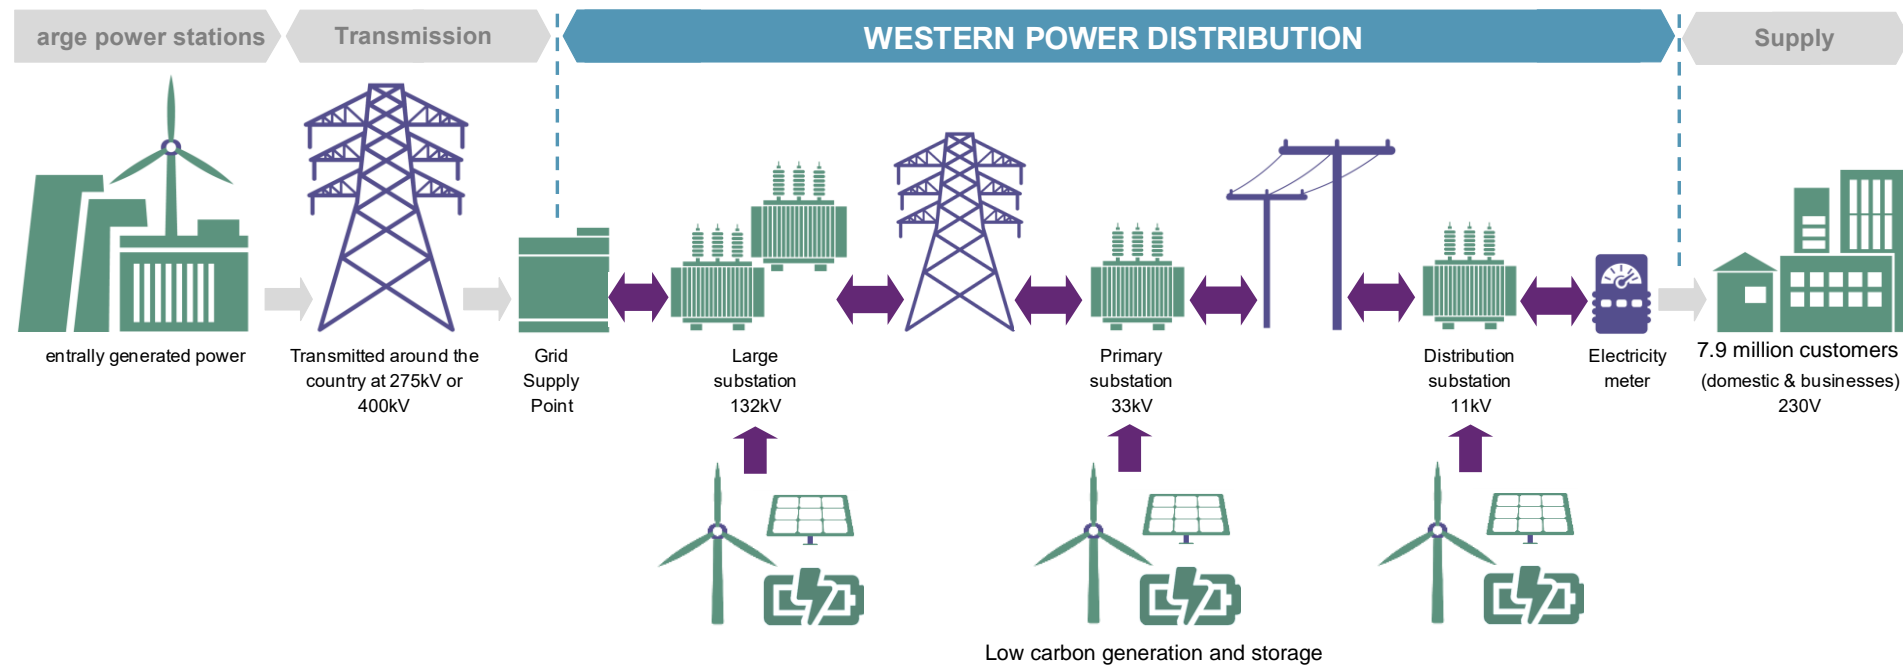 arge power stations
Transmission
WESTERN POWER DISTRIBUTION
Supply
entrally generated power
Transmitted around the
country at 275kV or
400kV
Grid
Supply
Point
Large
substation
132kV
Primary
substation
33kV
Distribution
substation
11kV
Electricity
meter
7.9 million customers
(domestic & businesses)
230V
Low carbon generation and storage